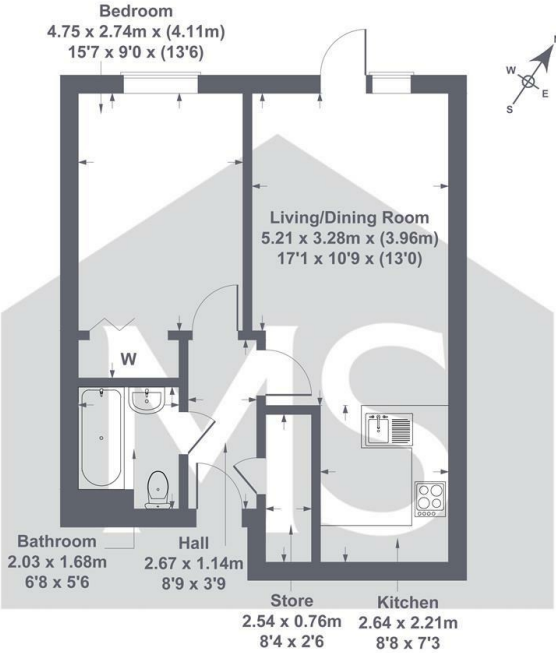 Bedroom
4.75 x 2.74m x (4.11m)
15'7 x 9'0 x (13'6)
N
W
E
S
Living/Dining Room
5.21 x 3.28m x (3.96m)
17'1 x 10'9 x (13'0)
W
MS
Bathroom
2.03 x 1.68m
6'8 x 5'6
Hall
2.67 x 1.14m
8'9 x 3'9
Store
2.54 x 0.76m
8'4 x 2'6
Kitchen
2.64 x 2.21m
8'8 x 7'3